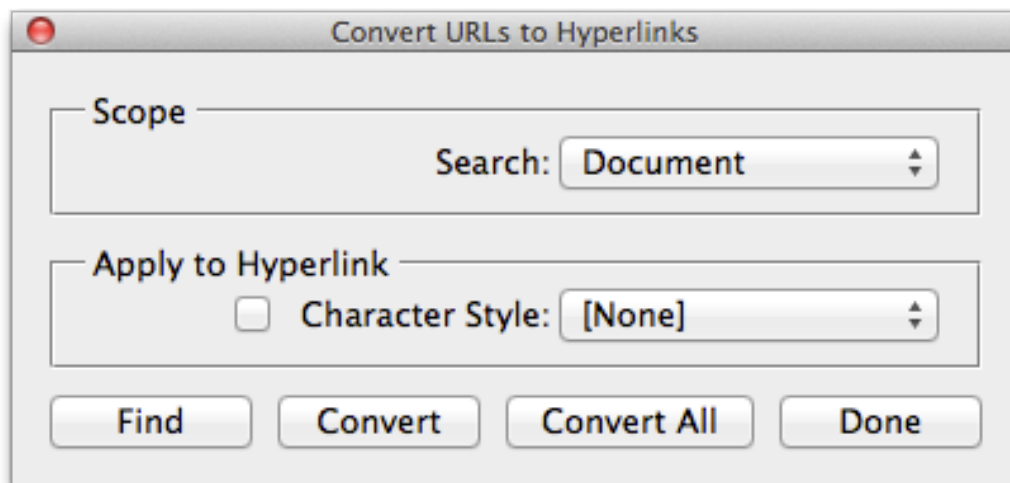 Convert URLs to Hyperlinks
Scope
Search: Document
Apply to Hyperlink
Character Style: [None]
Find Convert Convert All Done